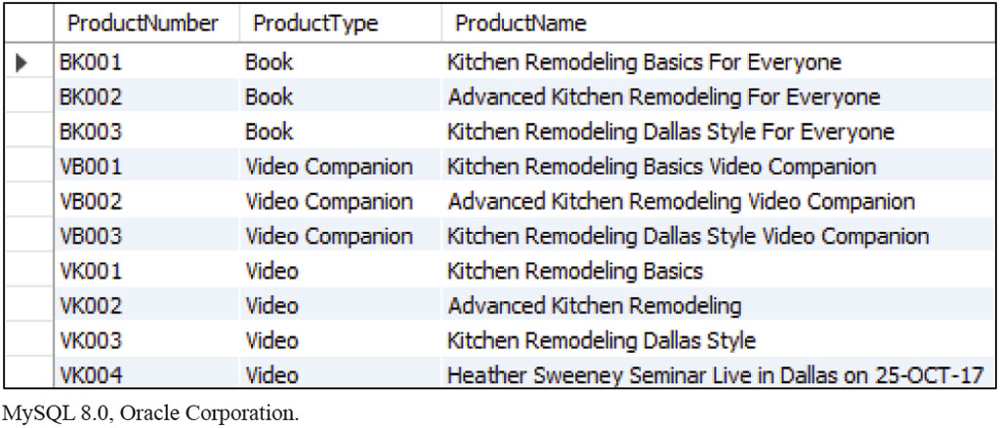 ProductNumber ProductType ProductName
BK001 Book Kitchen Remodeling Basics For Everyone
BK002 Book Advanced Kitchen Remodeling For Everyone
BK003 Book Kitchen Remodeling Dallas Style For Everyone
VB001 Video Companion Kitchen Remodeling Basics Video Companion
VB002 Video Companion Advanced Kitchen Remodeling Video Companion
VB003 Video Companion Kitchen Remodeling Dallas Style Video Companion
VK001 Video Kitchen Remodeling Basics
VK002 Video Advanced Kitchen Remodeling
VK003 Video Kitchen Remodeling Dallas Style
VK004 Video Heather Sweeney Seminar Live in Dallas on 25-OCT-17
MySQL 8.0, Oracle Corporation.